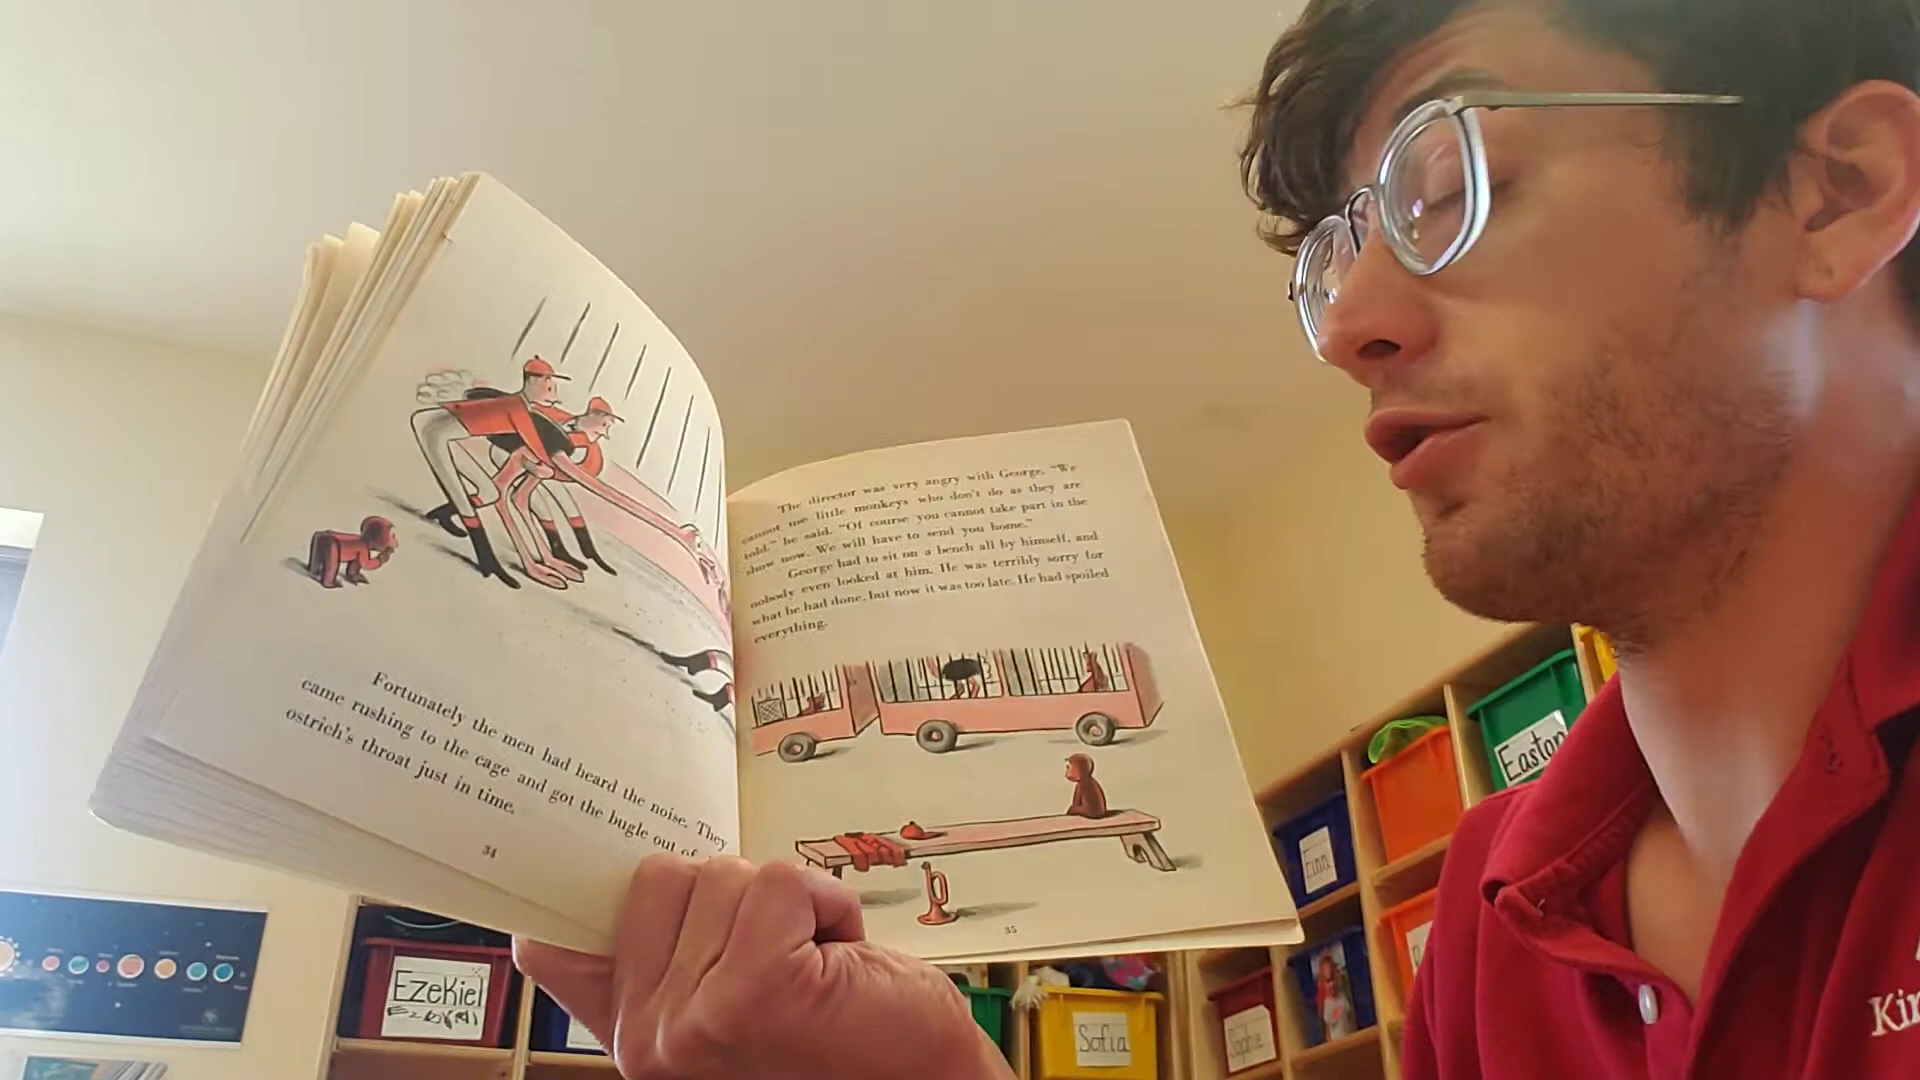 Fortunately the men had heard the noise. They
came rushing to the cage and got the bugle out of
ostrich's throat just in time.
34
The director was very angry with George. "We
cannot use little monkeys who don't do as they are
told," he said. "Of course you cannot take part in the
show now. We will have to send you home."
George had to sit on a bench all by himself, and
nobody even looked at him. He was terribly sorry for
what he had done, but now it was too late. He had spoiled
everything.
35
Easton
Finn
Ezekiel
Sofia
Sophie
Kin